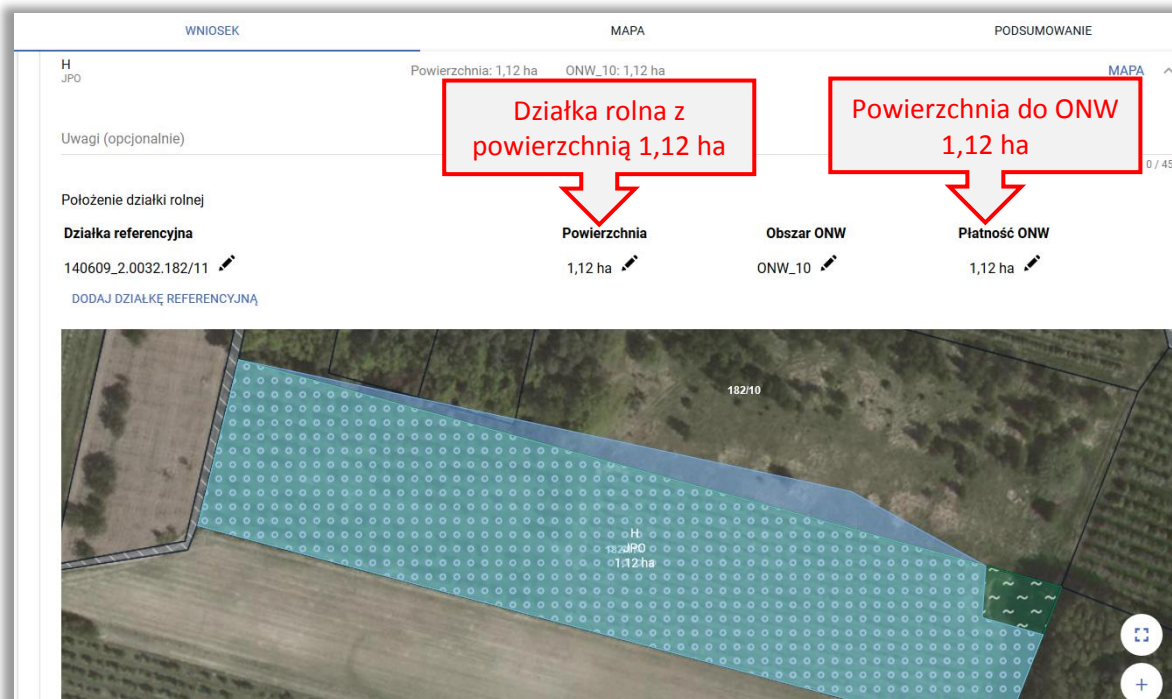 WNIOSEK MAPA PODSUMOWANIE
H Powierzchnia: 1,12 ha ONW_10: 1,12 ha MAPA
JPO
Działka rolna z
powierzchnią 1,12 ha
Powierzchnia do ONW
1,12 ha
Uwagi (opcjonalnie)
0 / 45
Położenie działki rolnej
Działka referencyjna Powierzchnia Obszar ONW Płatność ONW
140609_2.0032.182/11 1,12 ha ONW_10 1,12 ha
DODAJ DZIAŁKĘ REFERENCYJNĄ
182/10
H
JPO
1.12 ha